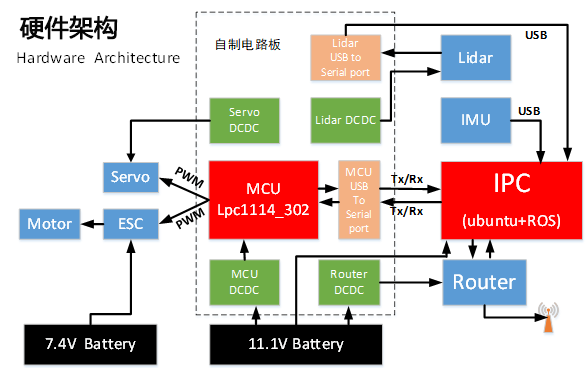 硬件架构
Hardware Architecture
自制电路板
Lidar
USB to
Serial port
USB
Lidar
Servo
DCDC
Lidar DCDC
IMU
USB
Servo
PWM
MCU
Lpc1114_302
MCU
USB
To
Serial
port
Tx/Rx
Tx/Rx
IPC
(ubuntu+ROS)
Motor
ESC
PWM
MCU
DCDC
Router
DCDC
Router
7.4V Battery
11.1V Battery